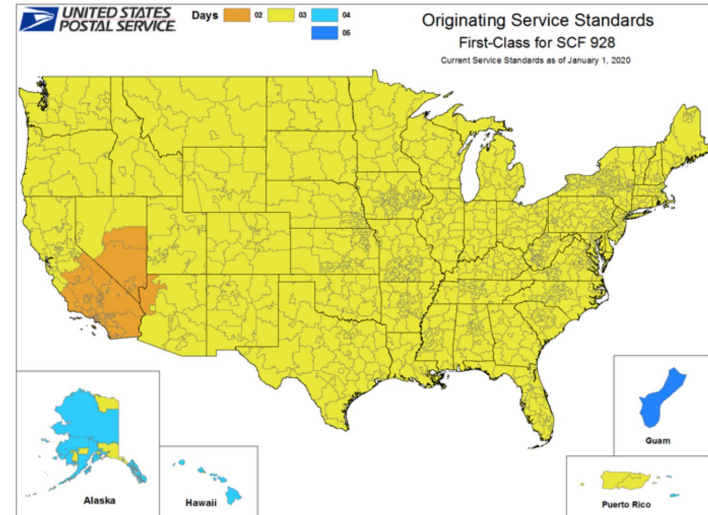 UNITED STATES
POSTAL SERVICE®
Days 02 03 04
05
Originating Service Standards
First-Class for SCF 928
Current Service Standards as of January 1, 2020
Alaska
Hawaii
Guam
Puerto Rico